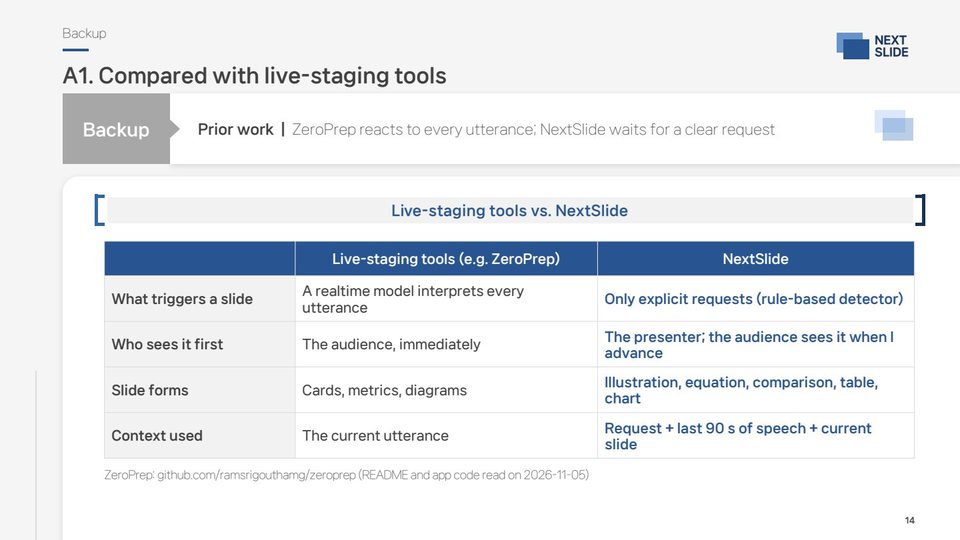 Backup
NEXT
SLIDE
A1. Compared with live-staging tools
Backup
Prior work | ZeroPrep reacts to every utterance; NextSlide waits for a clear request
Live-staging tools vs. NextSlide
Live-staging tools (e.g. ZeroPrep)
NextSlide
What triggers a slide
A realtime model interprets every
utterance
Only explicit requests (rule-based detector)
Who sees it first
The audience, immediately
The presenter; the audience sees it when I
advance
Slide forms
Cards, metrics, diagrams
Illustration, equation, comparison, table,
chart
Context used
The current utterance
Request + last 90 s of speech + current
slide
ZeroPrep: github.com/ramsrigouthamg/zeroprep (README and app code read on 2026-11-05)
14